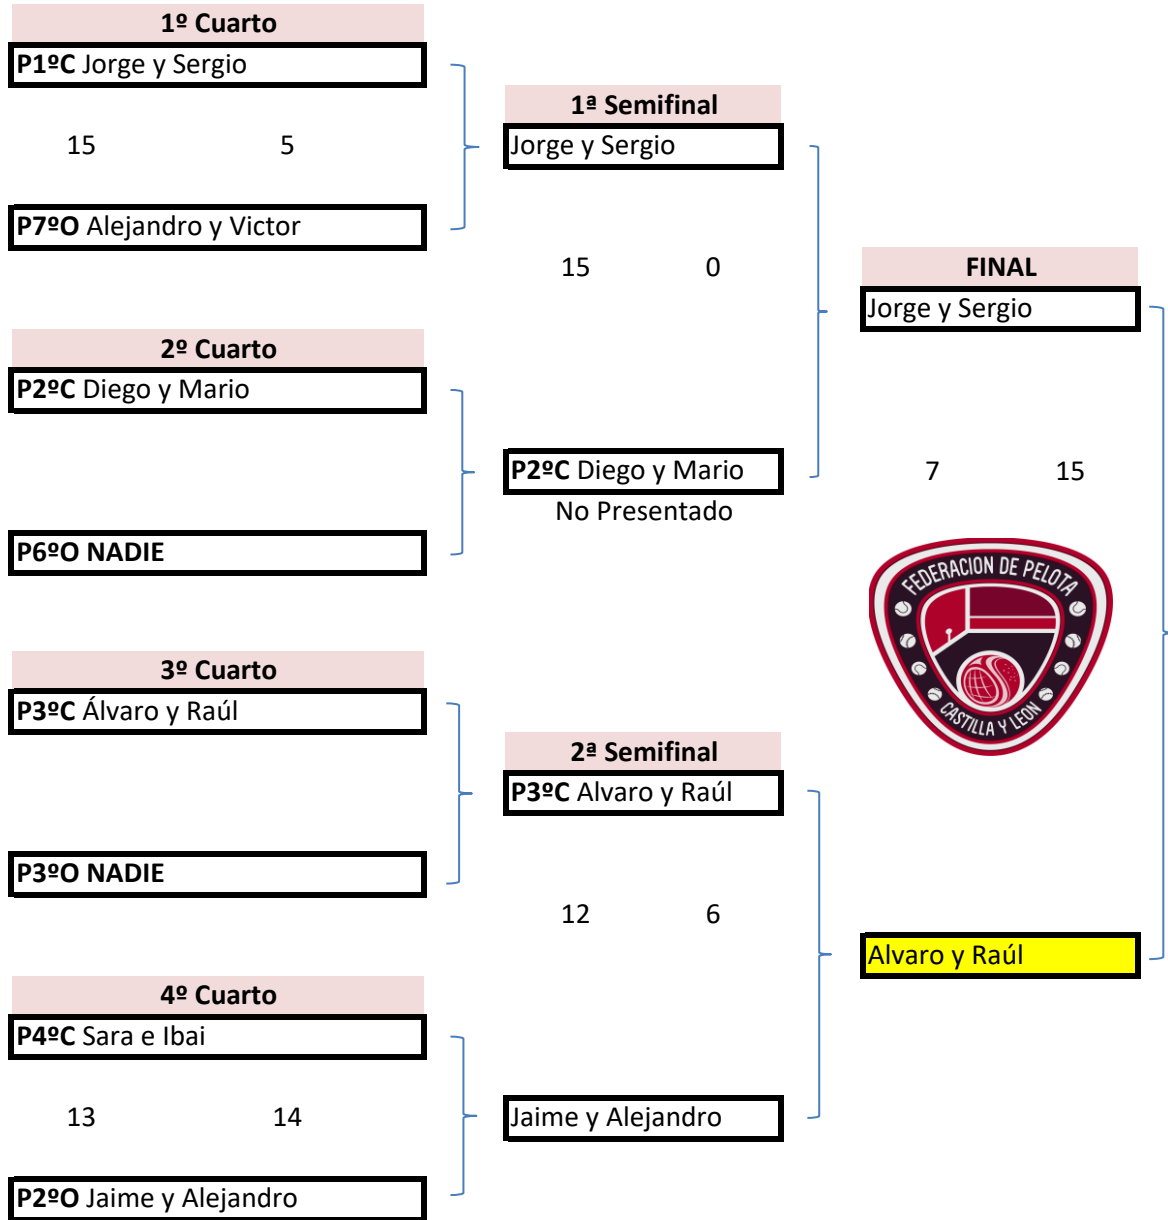 1º Cuarto
P1ºC Jorge y Sergio
15 5
P7ºO Alejandro y Victor
2º Cuarto
P2ºC Diego y Mario
P6ºO NADIE
3º Cuarto
P3ºC Álvaro y Raúl
P3ºO NADIE
4º Cuarto
P4ºC Sara e Ibai
13 14
P2ºO Jaime y Alejandro
1ª Semifinal
Jorge y Sergio
15 0
P2ºC Diego y Mario
No Presentado
2ª Semifinal
P3ºC Alvaro y Raúl
12 6
Jaime y Alejandro
FINAL
Jorge y Sergio
7 15
FEDERACION DE PELOTA
CASTILLA Y LEON
Alvaro y Raúl